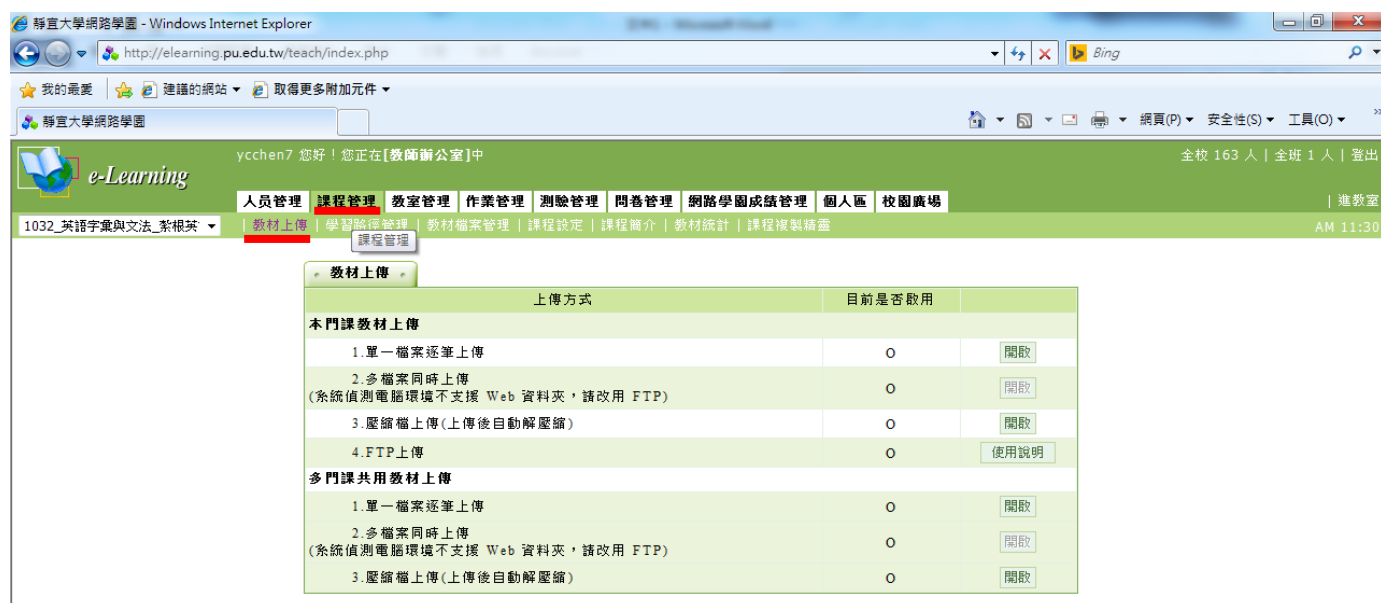 靜宜大學網路學園 - Windows Internet Explorer
http://elearning.pu.edu.tw/teach/index.php
Bing
我的最愛 建議的網站 取得更多附加元件
靜宜大學網路學園
網頁(P) 安全性(S) 工具(O)
e-Learning
ycchen7 您好！您正在[教師辦公室]中
全校 163 人 | 全班 1 人 | 登出
人員管理 課程管理 教室管理 作業管理 測驗管理 問卷管理 網路學園成績管理 個人區 校園廣場
| 進教室
1032_英語字彙與文法_紮根英
| 教材上傳 | 學習路徑管理 | 教材檔案管理 | 課程設定 | 課程簡介 | 教材統計 | 課程複製精靈
AM 11:30
課程管理
教材上傳
上傳方式 目前是否啟用
本門課教材上傳
1.單一檔案逐筆上傳 O 開啟
2.多檔案同時上傳
(系統偵測電腦環境不支援 Web 資料夾，請改用 FTP) O 開啟
3.壓縮檔上傳(上傳後自動解壓縮) O 開啟
4.FTP上傳 O 使用說明
多門課共用教材上傳
1.單一檔案逐筆上傳 O 開啟
2.多檔案同時上傳
(系統偵測電腦環境不支援 Web 資料夾，請改用 FTP) O 開啟
3.壓縮檔上傳(上傳後自動解壓縮) O 開啟